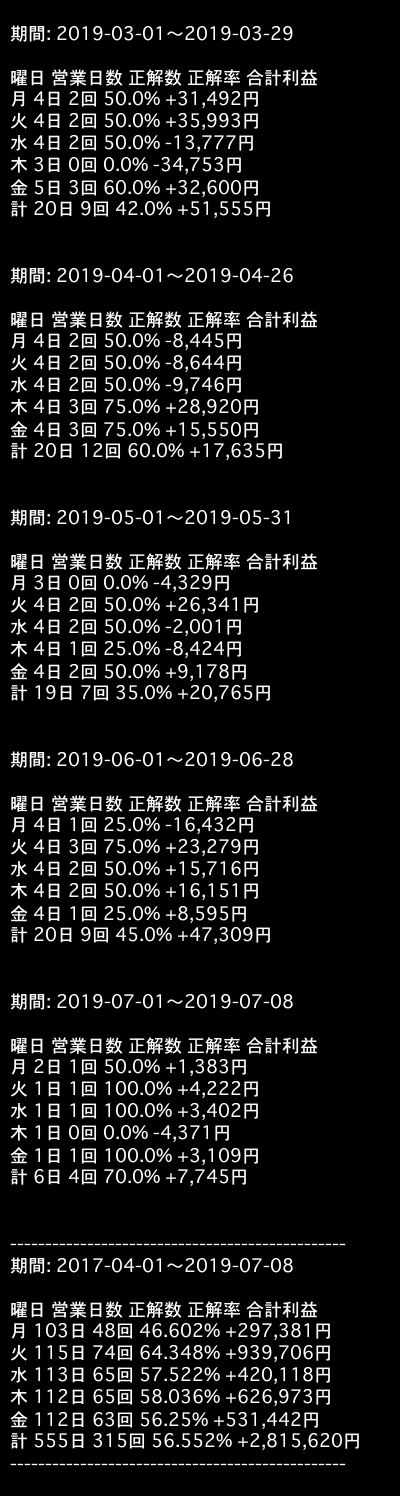 期間: 2019-03-01〜2019-03-29
曜日 営業日数 正解数 正解率 合計利益
月 4日 2回 50.0% +31,492円
火 4日 2回 50.0% +35,993円
水 4日 2回 50.0% -13,777円
木 3日 0回 0.0% -34,753円
金 5日 3回 60.0% +32,600円
計 20日 9回 42.0% +51,555円
期間: 2019-04-01〜2019-04-26
曜日 営業日数 正解数 正解率 合計利益
月 4日 2回 50.0% -8,445円
火 4日 2回 50.0% -8,644円
水 4日 2回 50.0% -9,746円
木 4日 3回 75.0% +28,920円
金 4日 3回 75.0% +15,550円
計 20日 12回 60.0% +17,635円
期間: 2019-05-01〜2019-05-31
曜日 営業日数 正解数 正解率 合計利益
月 3日 0回 0.0% -4,329円
火 4日 2回 50.0% +26,341円
水 4日 2回 50.0% -2,001円
木 4日 1回 25.0% -8,424円
金 4日 2回 50.0% +9,178円
計 19日 7回 35.0% +20,765円
期間: 2019-06-01〜2019-06-28
曜日 営業日数 正解数 正解率 合計利益
月 4日 1回 25.0% -16,432円
火 4日 3回 75.0% +23,279円
水 4日 2回 50.0% +15,716円
木 4日 2回 50.0% +16,151円
金 4日 1回 25.0% +8,595円
計 20日 9回 45.0% +47,309円
期間: 2019-07-01〜2019-07-08
曜日 営業日数 正解数 正解率 合計利益
月 2日 1回 50.0% +1,383円
火 1日 1回 100.0% +4,222円
水 1日 1回 100.0% +3,402円
木 1日 0回 0.0% -4,371円
金 1日 1回 100.0% +3,109円
計 6日 4回 70.0% +7,745円
------------------------------------------------
期間: 2017-04-01〜2019-07-08
曜日 営業日数 正解数 正解率 合計利益
月 103日 48回 46.602% +297,381円
火 115日 74回 64.348% +939,706円
水 113日 65回 57.522% +420,118円
木 112日 65回 58.036% +626,973円
金 112日 63回 56.25% +531,442円
計 555日 315回 56.552% +2,815,620円
------------------------------------------------